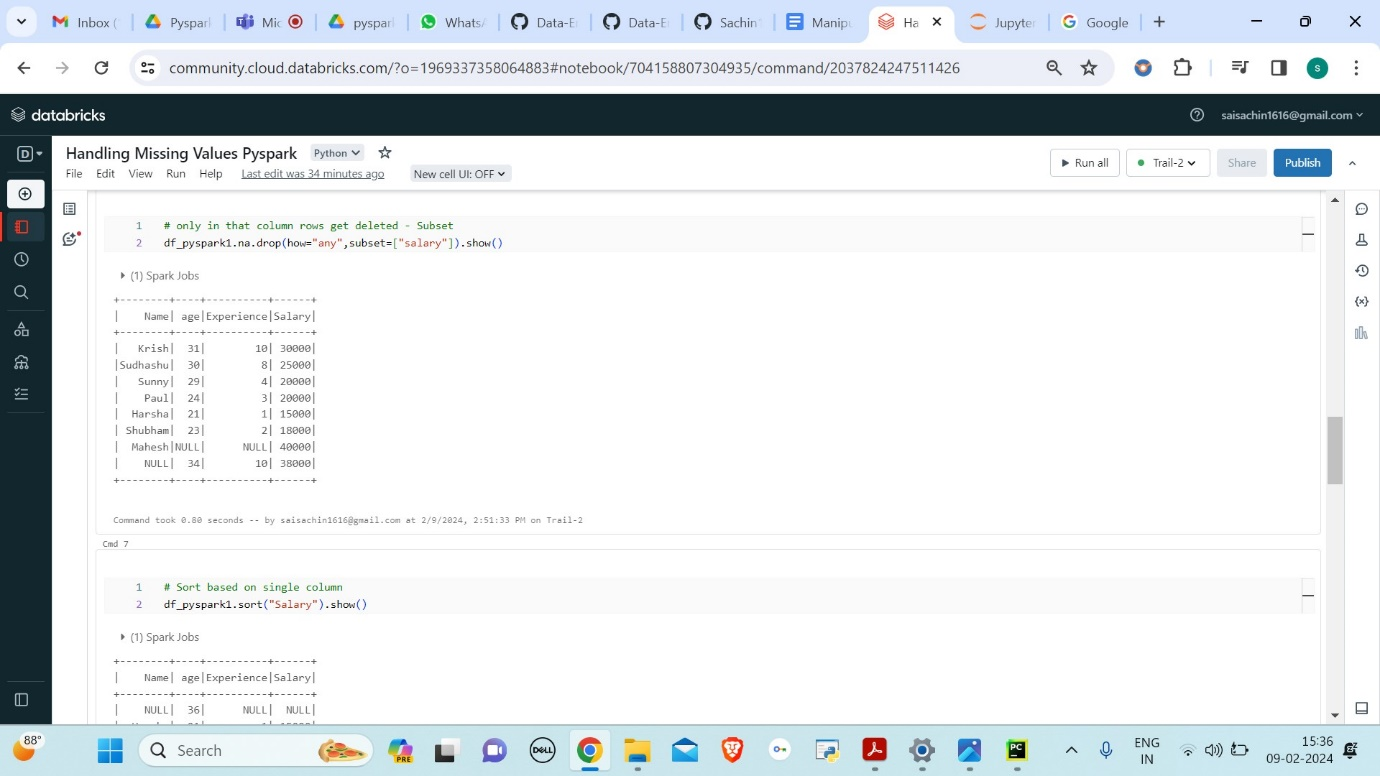 Inbox (
Pyspark
Mic
pyspark
WhatsA
Data-E
Data-E
Sachin
Manipu
Ha
Jupyter
Google
community.cloud.databricks.com/?o=1969337358064883#notebook/704158807304935/command/2037824247511426
s
databricks
saisachin1616@gmail.com
D
Handling Missing Values Pyspark Python
Run all
Trail-2
Share
Publish
File Edit View Run Help Last edit was 34 minutes ago New cell UI: OFF
1 # only in that column rows get deleted - Subset
2 df_pyspark1.na.drop(how="any",subset=["salary"]).show()
(1) Spark Jobs
+--------+----+----------+------+
|    Name| age|Experience|Salary|
+--------+----+----------+------+
|   Krish|  31|        10| 30000|
|Sudhashu|  30|         8| 25000|
|   Sunny|  29|         4| 20000|
|    Paul|  24|         3| 20000|
|  Harsha|  21|         1| 15000|
| Shubham|  23|         2| 18000|
|  Mahesh|NULL|      NULL| 40000|
|    NULL|  34|        10| 38000|
+--------+----+----------+------+
Command took 0.80 seconds -- by saisachin1616@gmail.com at 2/9/2024, 2:51:33 PM on Trail-2
Cmd 7
1 # Sort based on single column
2 df_pyspark1.sort("Salary").show()
(1) Spark Jobs
+--------+----+----------+------+
|    Name| age|Experience|Salary|
+--------+----+----------+------+
|    NULL|  36|      NULL|  NULL|
88°
Search
PRE
DELL
PC
ENG
IN
15:36
09-02-2024